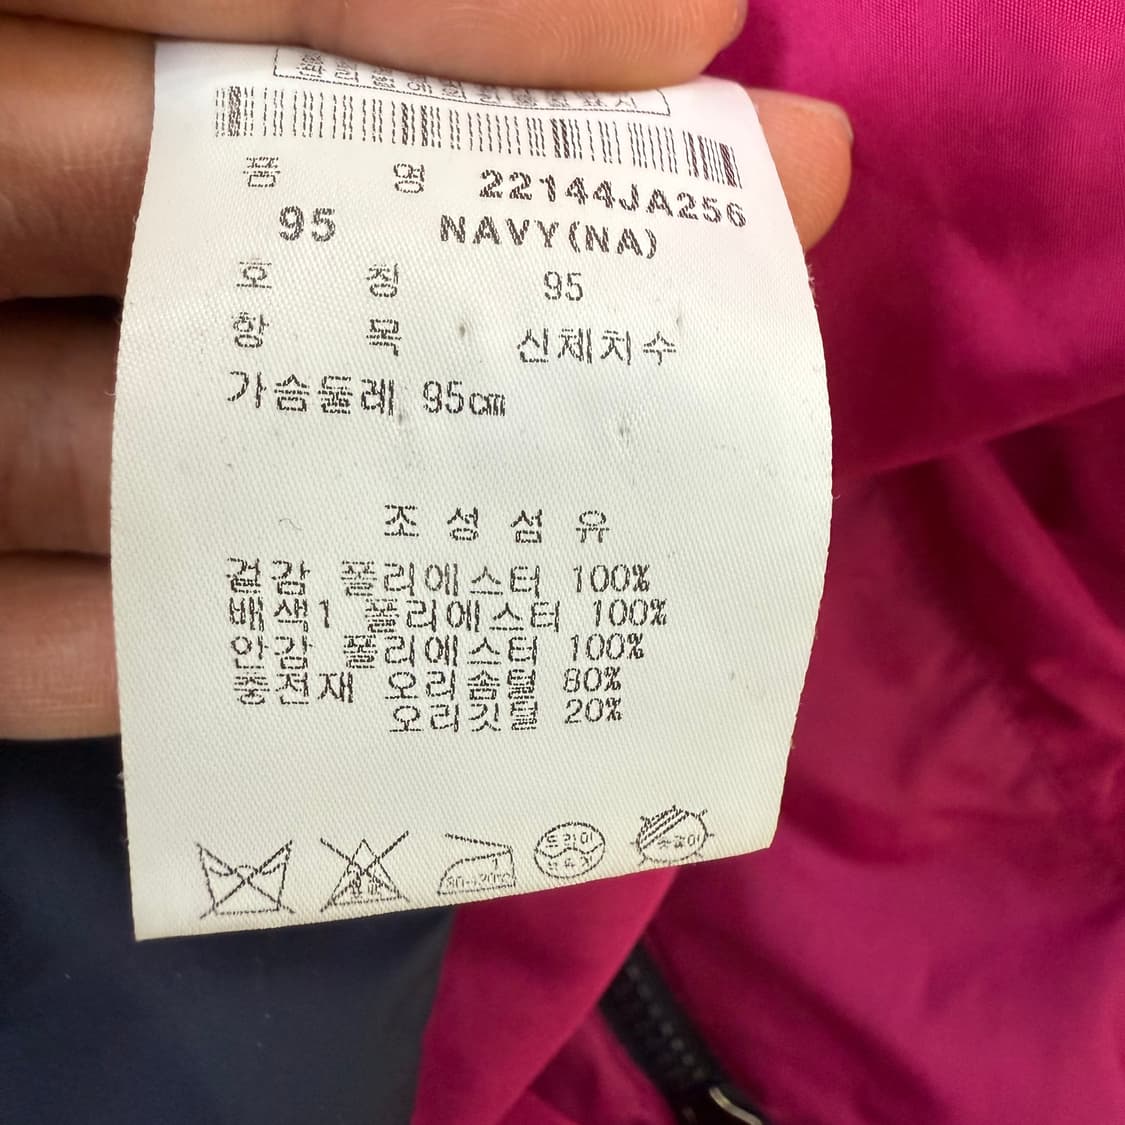 품 명 22144JA256
95 NAVY(NA)
호 칭 95
항 목 신체치수
가슴둘레 95㎝
조 성 섬 유
겉감 폴리에스터 100%
배색1 폴리에스터 100%
안감 폴리에스터 100%
충전재 오리솜털 80%
오리깃털 20%
드라이